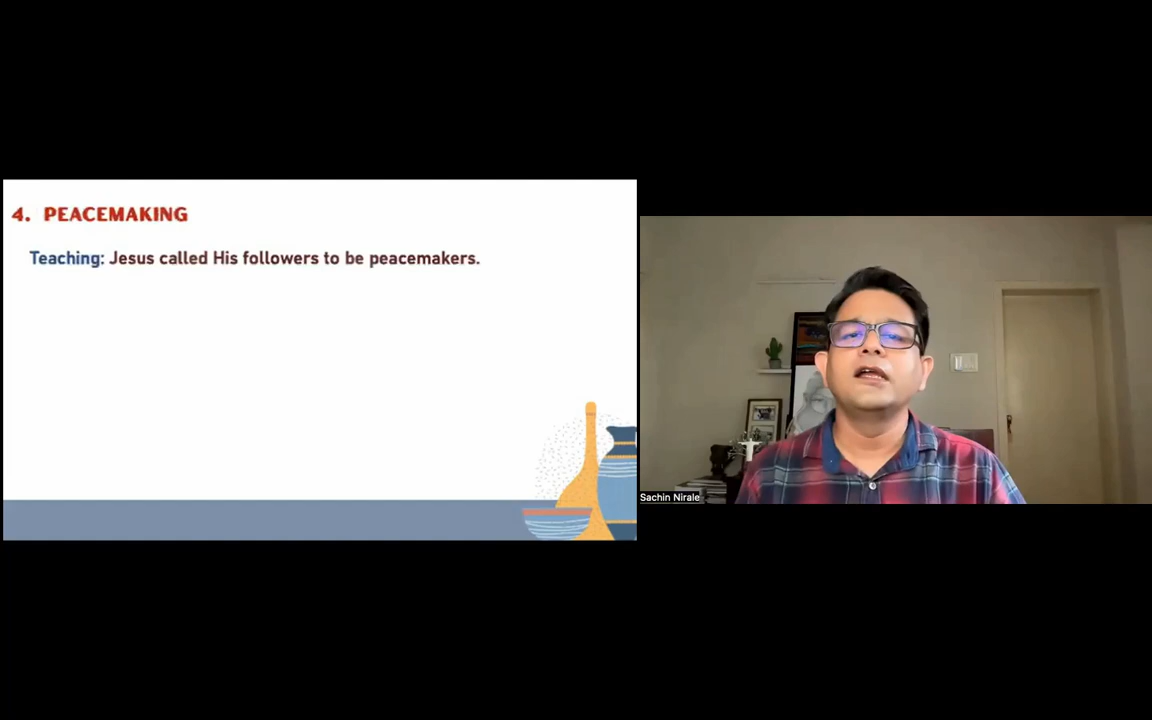 4. PEACEMAKING
Teaching: Jesus called His followers to be peacemakers.
Sachin Nirale